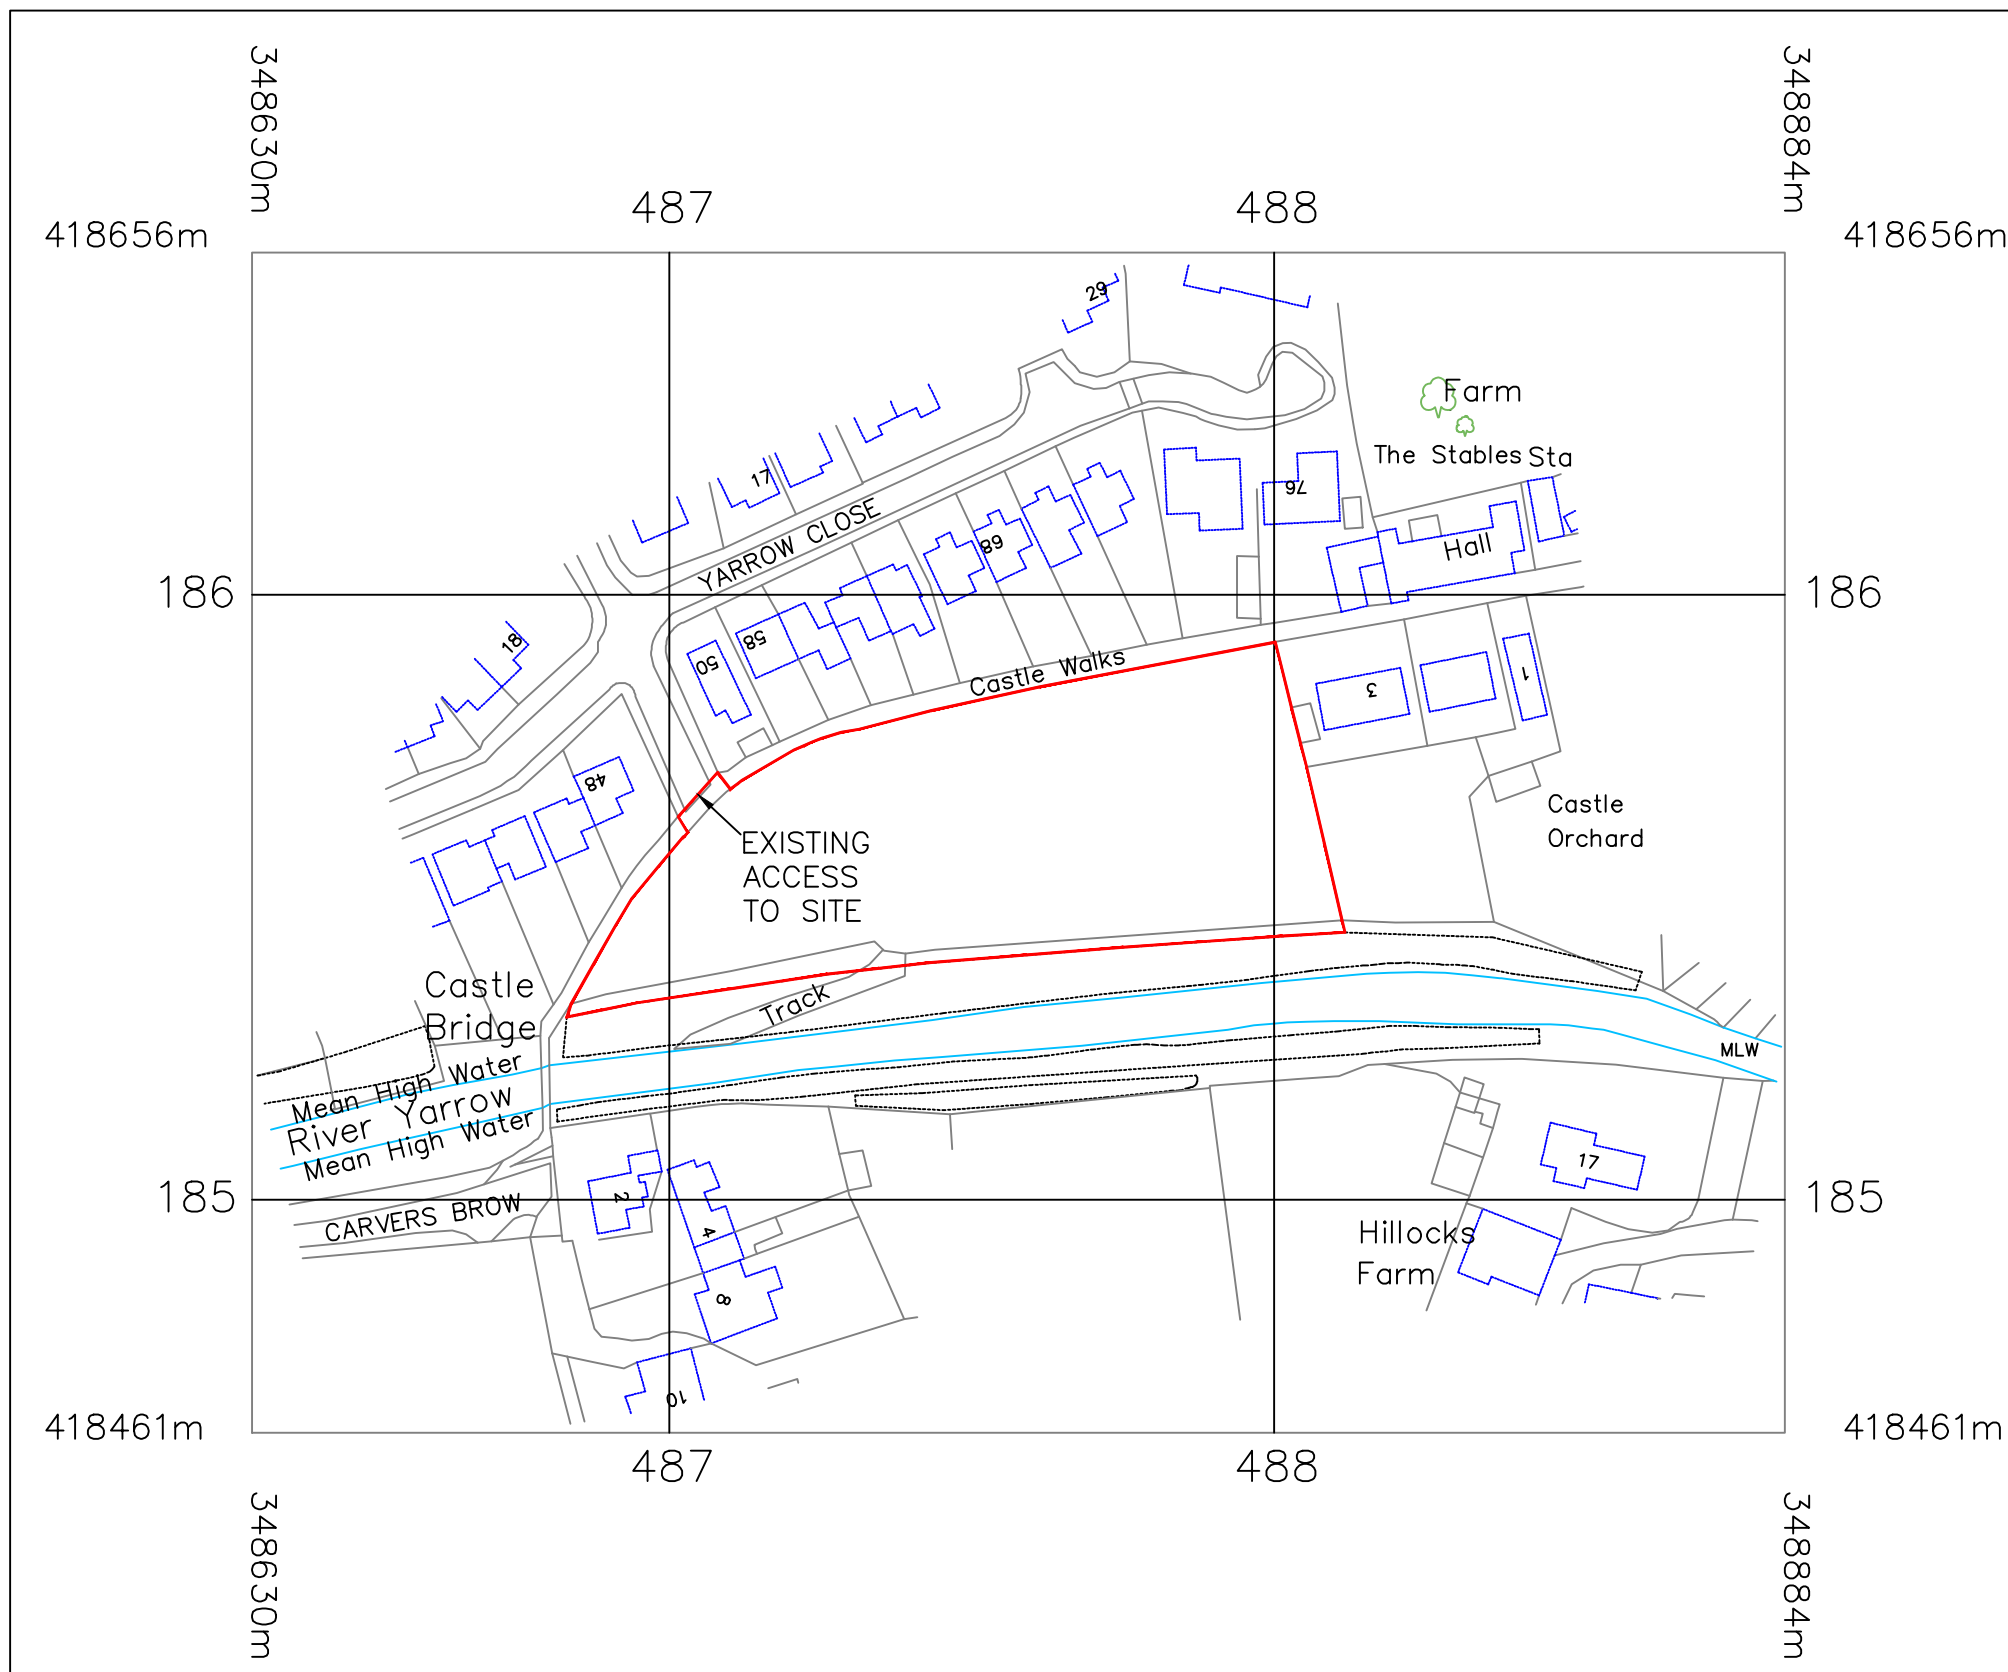 348630m
348884m
487
488
418656m
418656m
29
Farm
The Stables
Sta
17
76
YARROW CLOSE
68
Hall
186
186
18
58
50
Castle Walks
3
1
48
Castle
Orchard
EXISTING
ACCESS
TO SITE
Castle
Bridge
Track
MLW
Mean High Water
River Yarrow
Mean High Water
17
2
185
185
CARVERS BROW
4
Hillocks
Farm
8
10
418461m
418461m
487
488
348630m
348884m